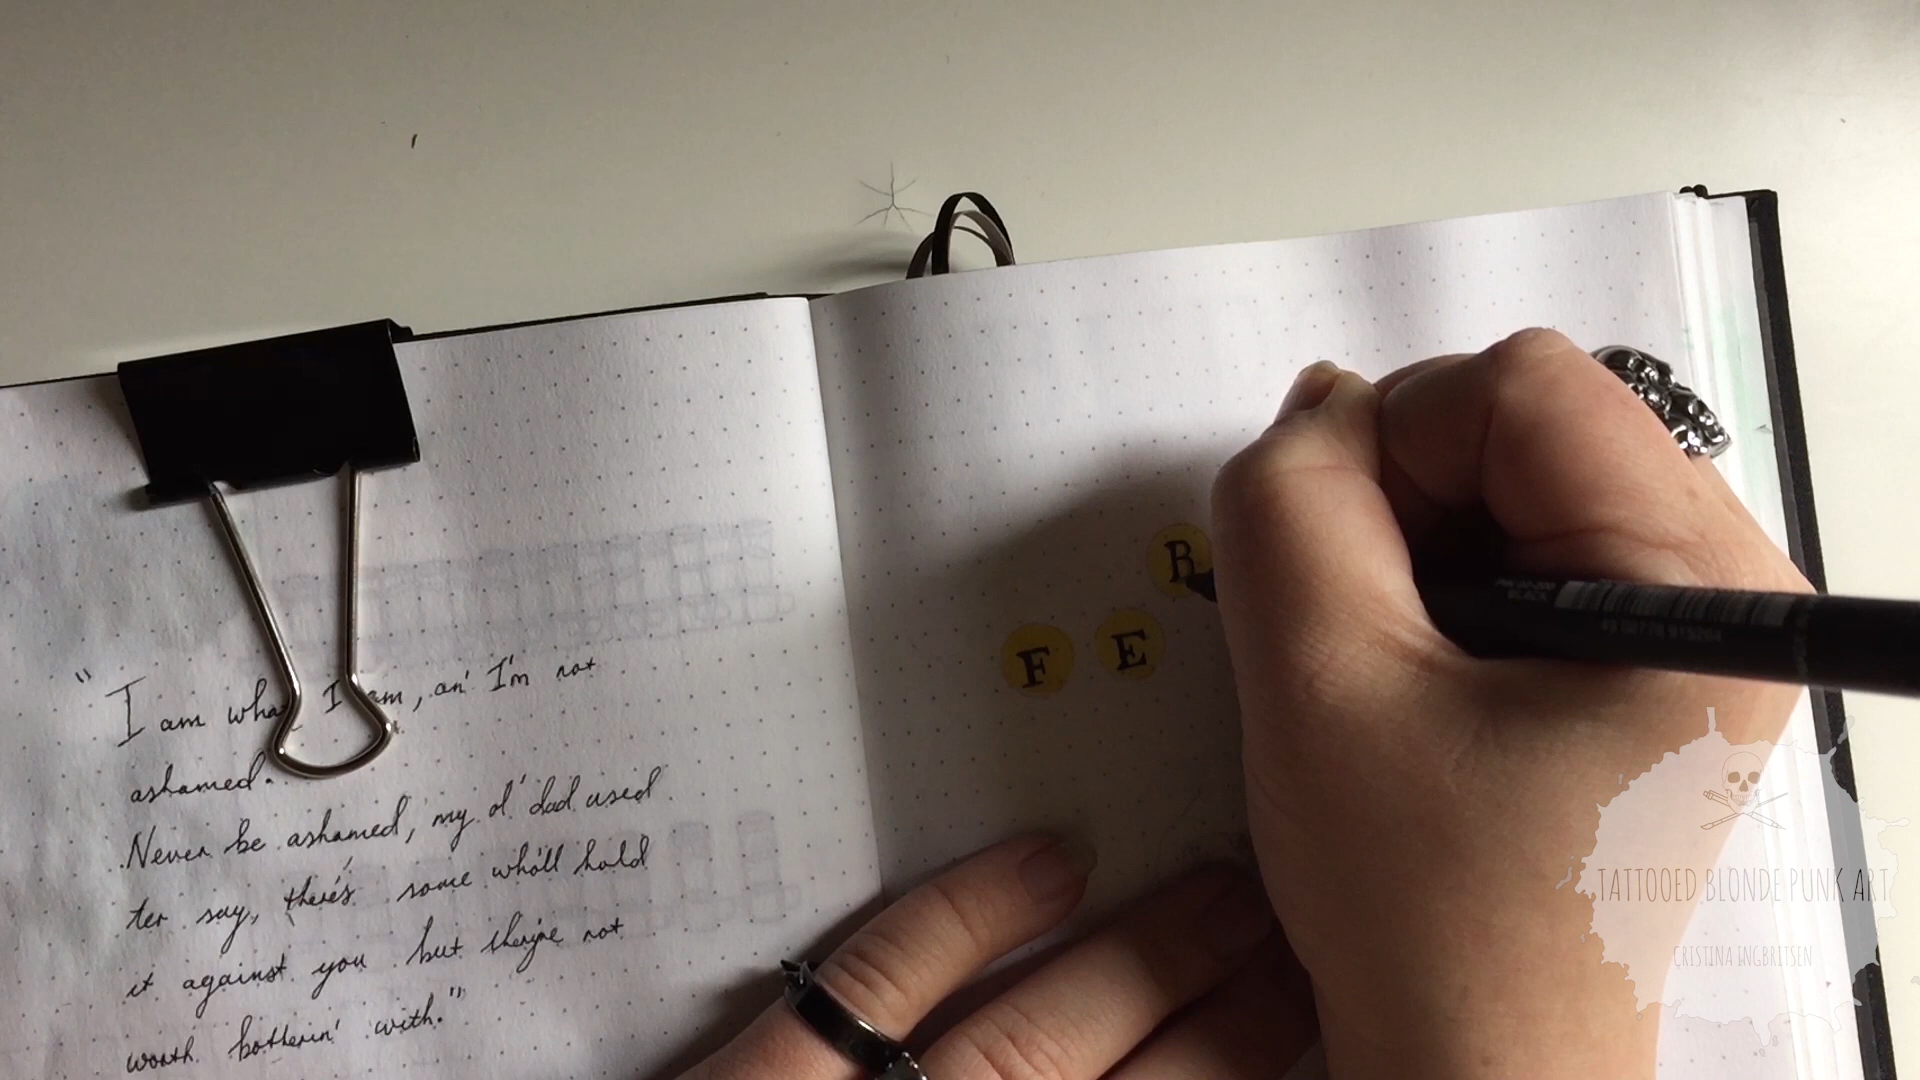 "I am what I am, an' I'm not
ashamed.
Never be ashamed, my ol' dad used
ter say, there's some who'll hold
it against you but they're not
worth botherin' with."
B
F E
BLACK
TATTOOED BLONDE PUNK ART
CRISTINA INGBRITSEN